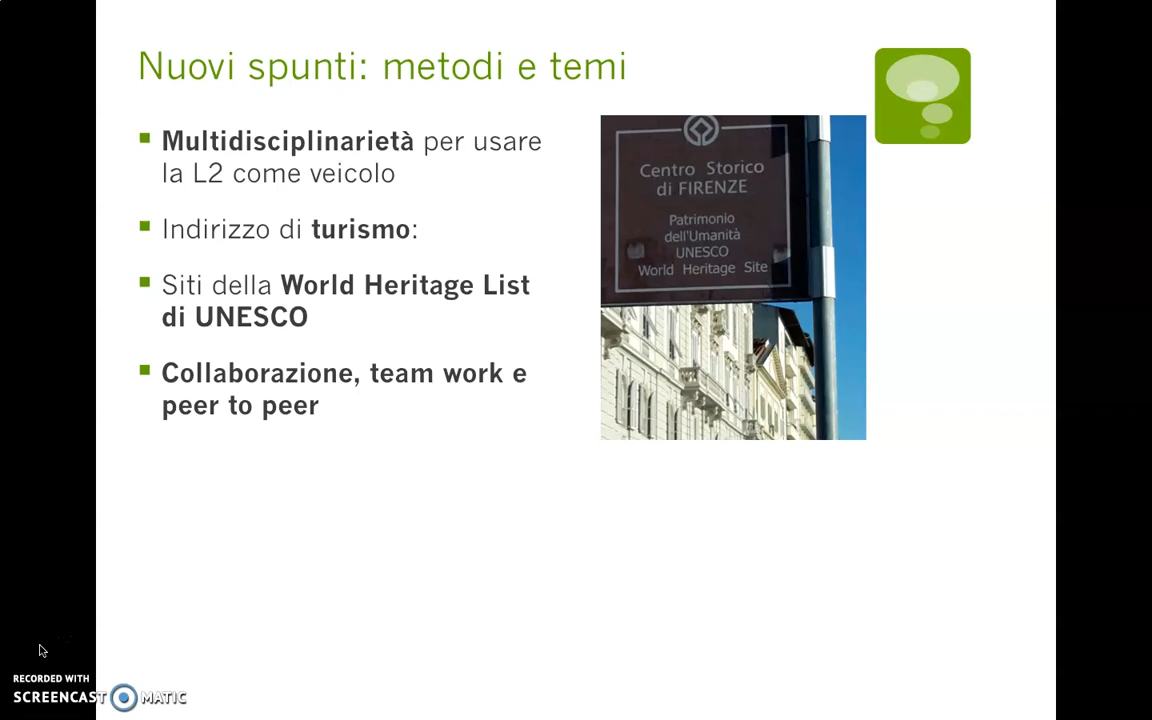 Nuovi spunti: metodi e temi
Multidisciplinarietà per usare
la L2 come veicolo
Indirizzo di turismo:
Siti della World Heritage List
di UNESCO
Collaborazione, team work e
peer to peer
Centro Storico
di FIRENZE
Patrimonio
dell'Umanità
UNESCO
World Heritage Site
RECORDED WITH
SCREENCAST MATIC